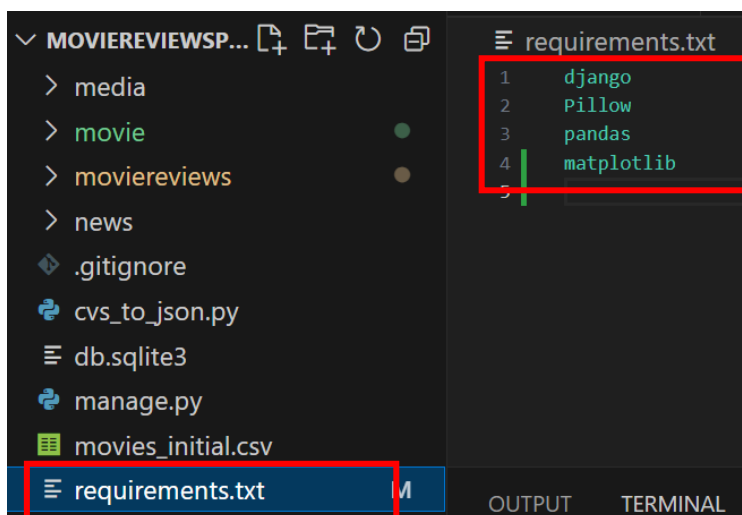 MOVIEREVIEWSP...
media
movie
moviereviews
news
.gitignore
cvs_to_json.py
db.sqlite3
manage.py
movies_initial.csv
requirements.txt M
requirements.txt
1 django
2 Pillow
3 pandas
4 matplotlib
5
OUTPUT TERMINAL